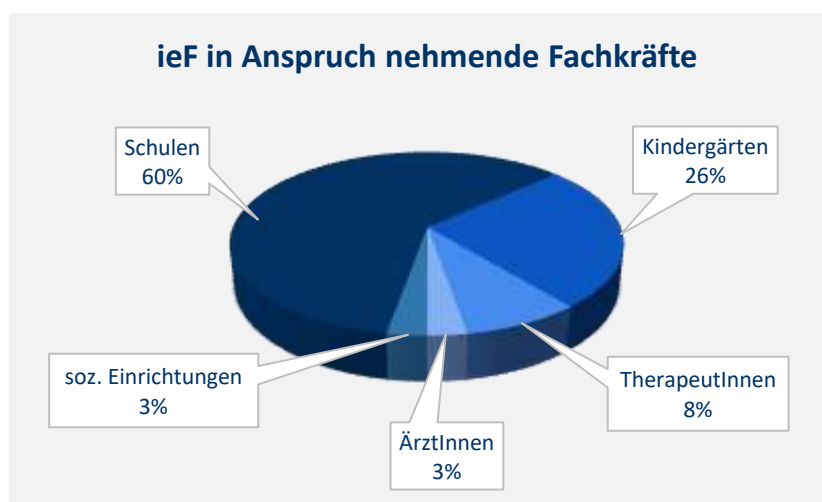 ieF in Anspruch nehmende Fachkräfte
Schulen
60%
Kindergärten
26%
soz. Einrichtungen
3%
TherapeutInnen
8%
ÄrztInnen
3%